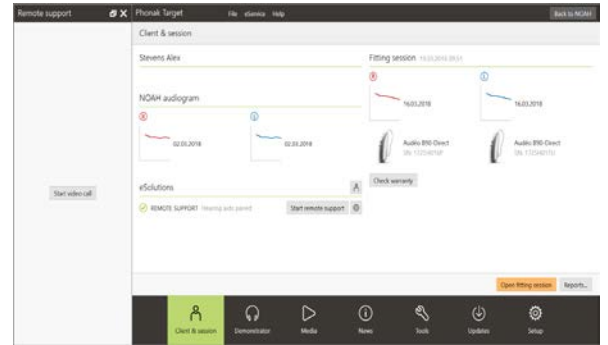 Remote support
Phonak Target
File eService Help
Back to NOAH
Client & session
Stevens Alex
Fitting session
NOAH audiogram
R
L
02.03.2018
02.03.2018
R
L
16.03.2018
16.03.2018
Audéo B90-Direct
Audéo B90-Direct
Check warranty
eSolutions
REMOTE SUPPORT Hearing aids paired
Start remote support
Start video call
Open fitting session
Reports...
Client & session
Demonstrator
Media
News
Tools
Updates
Setup